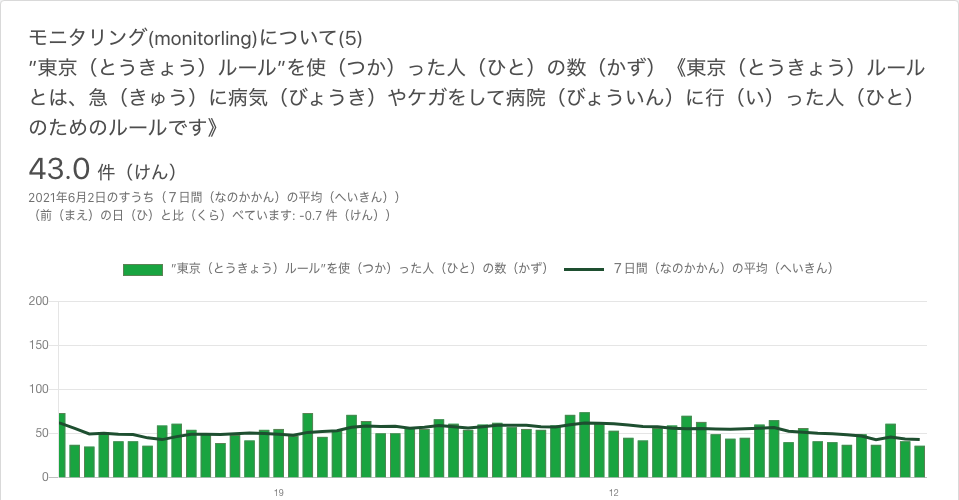 モニタリング(monitorling)について(5)
”東京（とうきょう）ルール”を使（つか）った人（ひと）の数（かず）《東京（とうきょう）ルール
とは、急（きゅう）に病気（びょうき）やケガをして病院（びょういん）に行（い）った人（ひと）
のためのルールです》
43.0 件（けん）
2021年6月2日のすうち（７日間（なのかかん）の平均（へいきん））
（前（まえ）の日（ひ）と比（くら）べています: -0.7 件（けん））
”東京（とうきょう）ルール”を使（つか）った人（ひと）の数（かず） ７日間（なのかかん）の平均（へいきん）
200
150
100
50
0
19 12